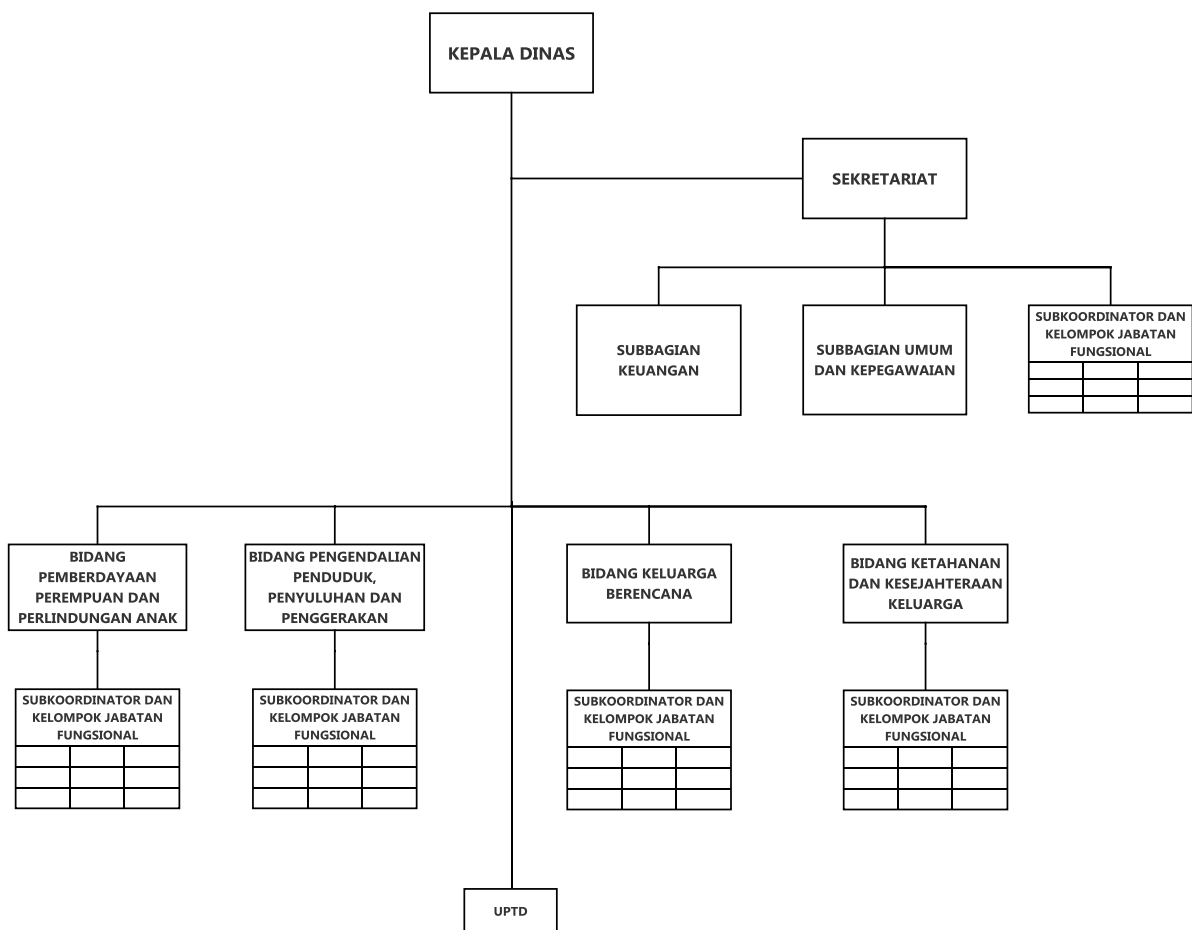 KEPALA DINAS
SEKRETARIAT
SUBBAGIAN
KEUANGAN
SUBBAGIAN UMUM
DAN KEPEGAWAIAN
SUBKOORDINATOR DAN
KELOMPOK JABATAN
FUNGSIONAL
BIDANG
PEMBERDAYAAN
PEREMPUAN DAN
PERLINDUNGAN ANAK
BIDANG PENGENDALIAN
PENDUDUK,
PENYULUHAN DAN
PENGGERAKAN
BIDANG KELUARGA
BERENCANA
BIDANG KETAHANAN
DAN KESEJAHTERAAN
KELUARGA
SUBKOORDINATOR DAN
KELOMPOK JABATAN
FUNGSIONAL
SUBKOORDINATOR DAN
KELOMPOK JABATAN
FUNGSIONAL
SUBKOORDINATOR DAN
KELOMPOK JABATAN
FUNGSIONAL
SUBKOORDINATOR DAN
KELOMPOK JABATAN
FUNGSIONAL
UPTD